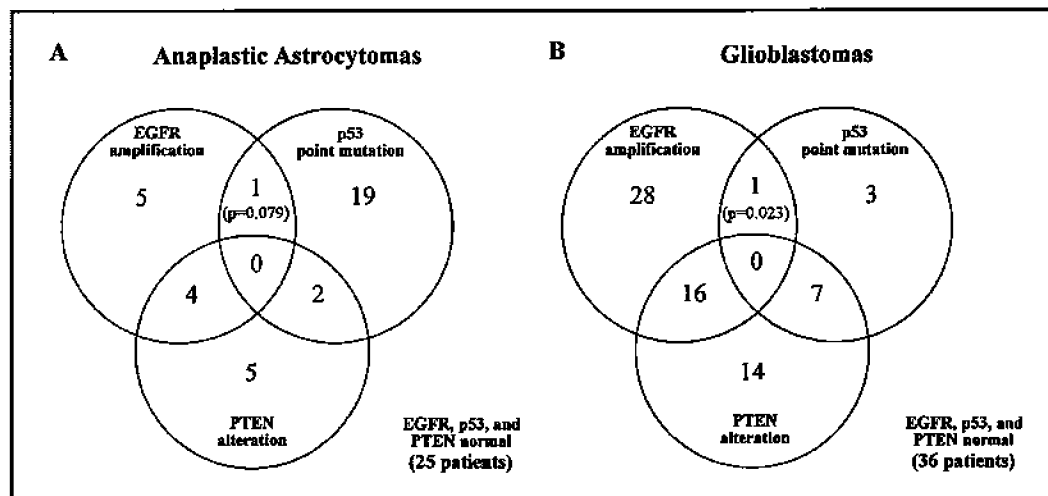 A Anaplastic Astrocytomas
EGFR
amplification
5
p53
point mutation
19
1
(p=0.079)
0
4
2
5
PTEN
alteration
EGFR, p53, and
PTEN normal
(25 patients)
B Glioblastomas
EGFR
amplification
28
p53
point mutation
3
1
(p=0.023)
0
16
7
14
PTEN
alteration
EGFR, p53, and
PTEN normal
(36 patients)